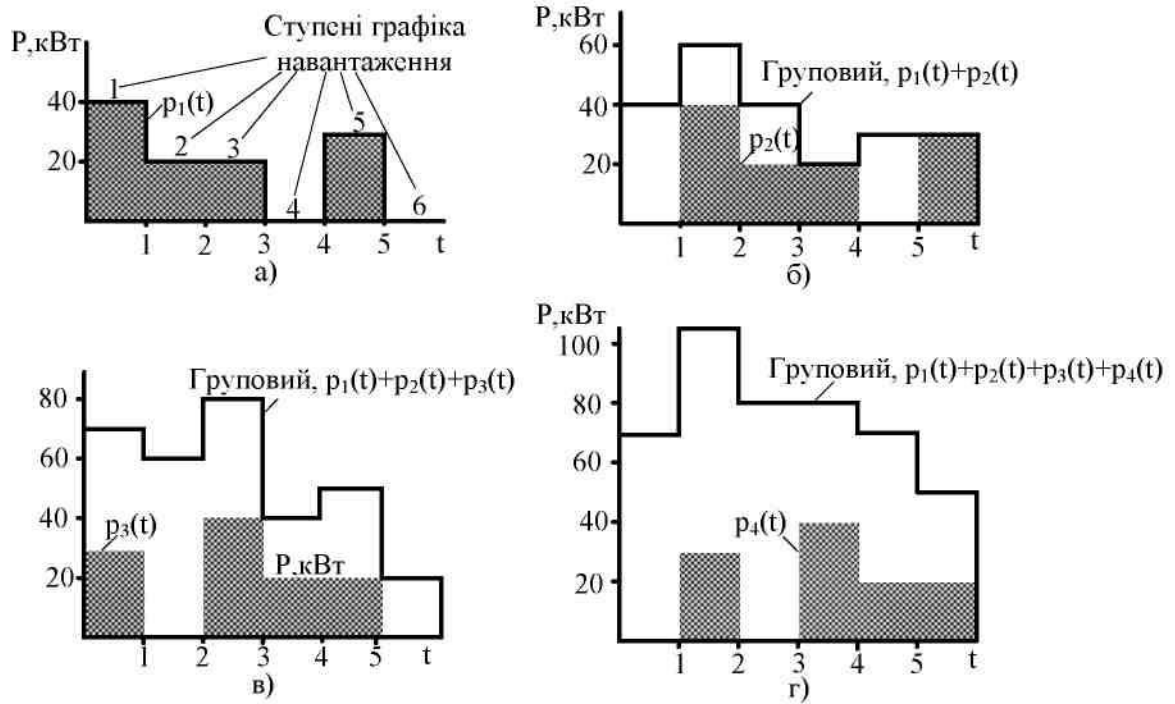 P,кВт
Ступені графіка
навантаження
40
20
1
p₁(t)
2
3
4
5
6
1 2 3 4 5 t
а)
P,кВт
60
40
20
Груповий, p₁(t)+p₂(t)
p₂(t)
1 2 3 4 5 t
б)
80
60
40
20
Груповий, p₁(t)+p₂(t)+p₃(t)
p₃(t)
P,кВт
1 2 3 4 5 t
в)
P,кВт
100
80
60
40
20
Груповий, p₁(t)+p₂(t)+p₃(t)+p₄(t)
p₄(t)
1 2 3 4 5 t
г)